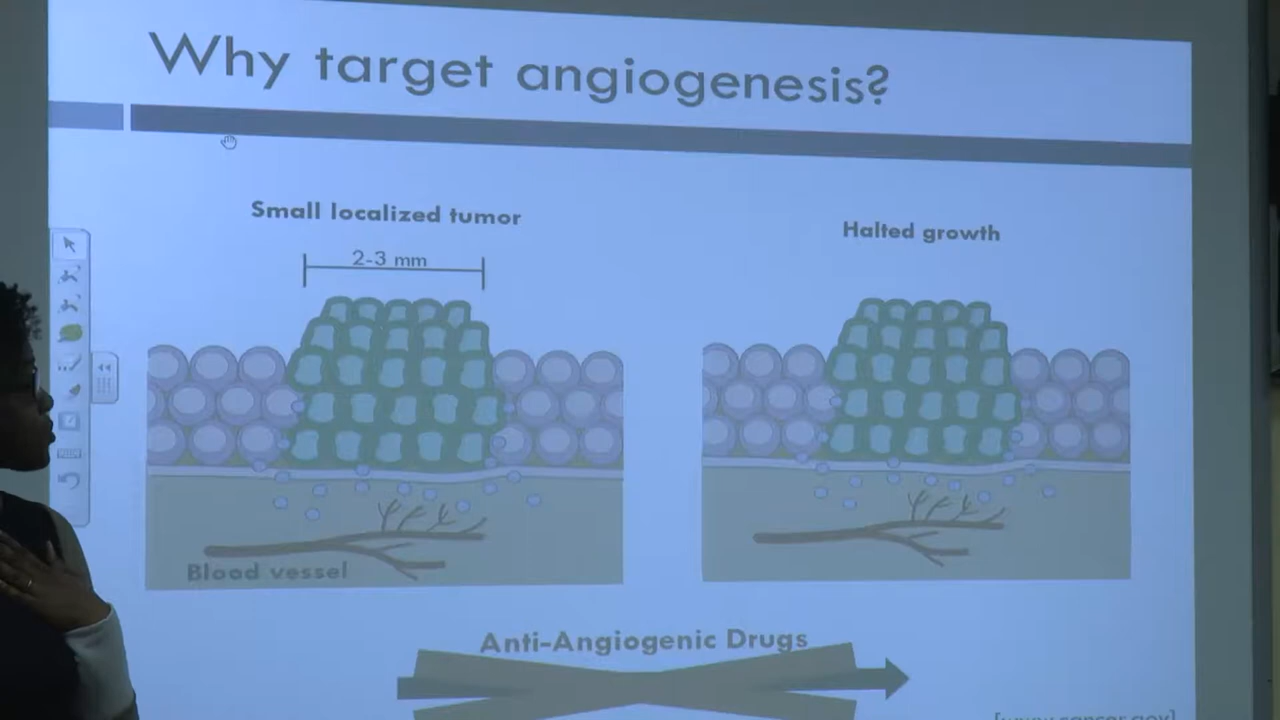 Why target angiogenesis?
Small localized tumor
Halted growth
2-3 mm
Blood vessel
Anti-Angiogenic Drugs
[www.cancer.gov]